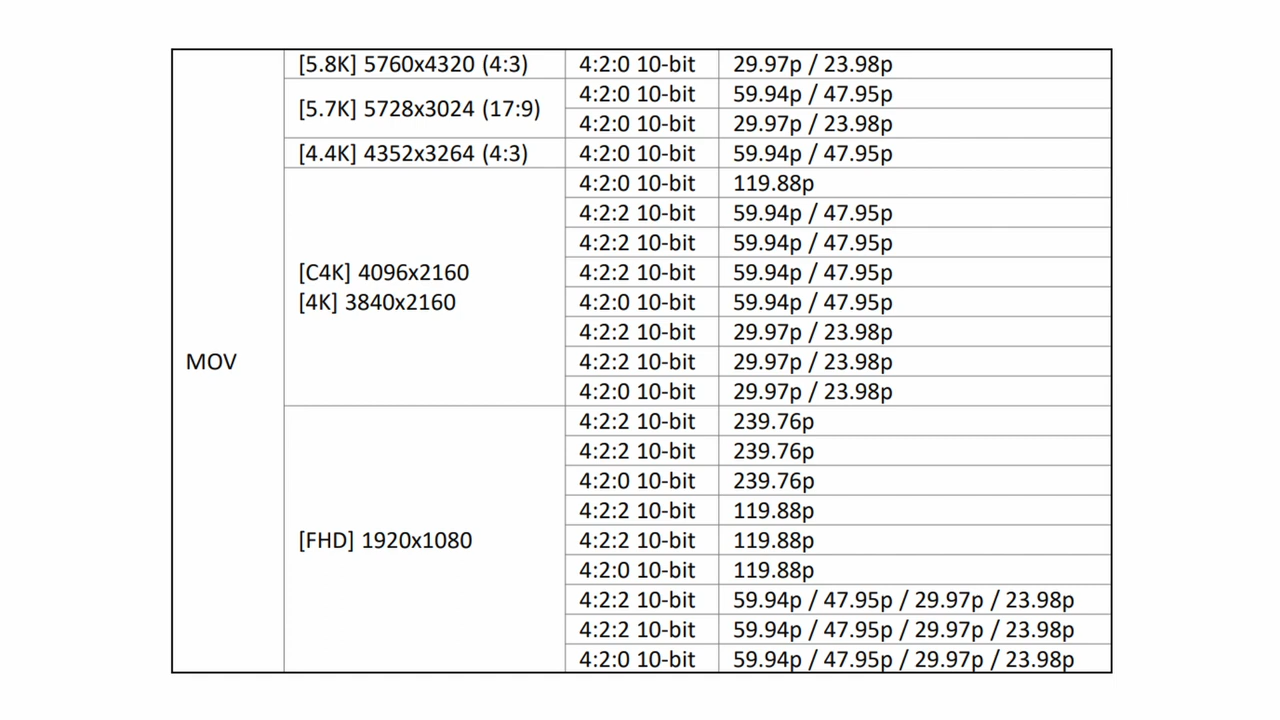 MOV
[5.8K] 5760x4320 (4:3) 4:2:0 10-bit 29.97p / 23.98p
[5.7K] 5728x3024 (17:9) 4:2:0 10-bit 59.94p / 47.95p
4:2:0 10-bit 29.97p / 23.98p
[4.4K] 4352x3264 (4:3) 4:2:0 10-bit 59.94p / 47.95p
[C4K] 4096x2160
[4K] 3840x2160
4:2:0 10-bit 119.88p
4:2:2 10-bit 59.94p / 47.95p
4:2:2 10-bit 59.94p / 47.95p
4:2:2 10-bit 59.94p / 47.95p
4:2:0 10-bit 59.94p / 47.95p
4:2:2 10-bit 29.97p / 23.98p
4:2:2 10-bit 29.97p / 23.98p
4:2:0 10-bit 29.97p / 23.98p
[FHD] 1920x1080
4:2:2 10-bit 239.76p
4:2:2 10-bit 239.76p
4:2:0 10-bit 239.76p
4:2:2 10-bit 119.88p
4:2:2 10-bit 119.88p
4:2:0 10-bit 119.88p
4:2:2 10-bit 59.94p / 47.95p / 29.97p / 23.98p
4:2:2 10-bit 59.94p / 47.95p / 29.97p / 23.98p
4:2:0 10-bit 59.94p / 47.95p / 29.97p / 23.98p